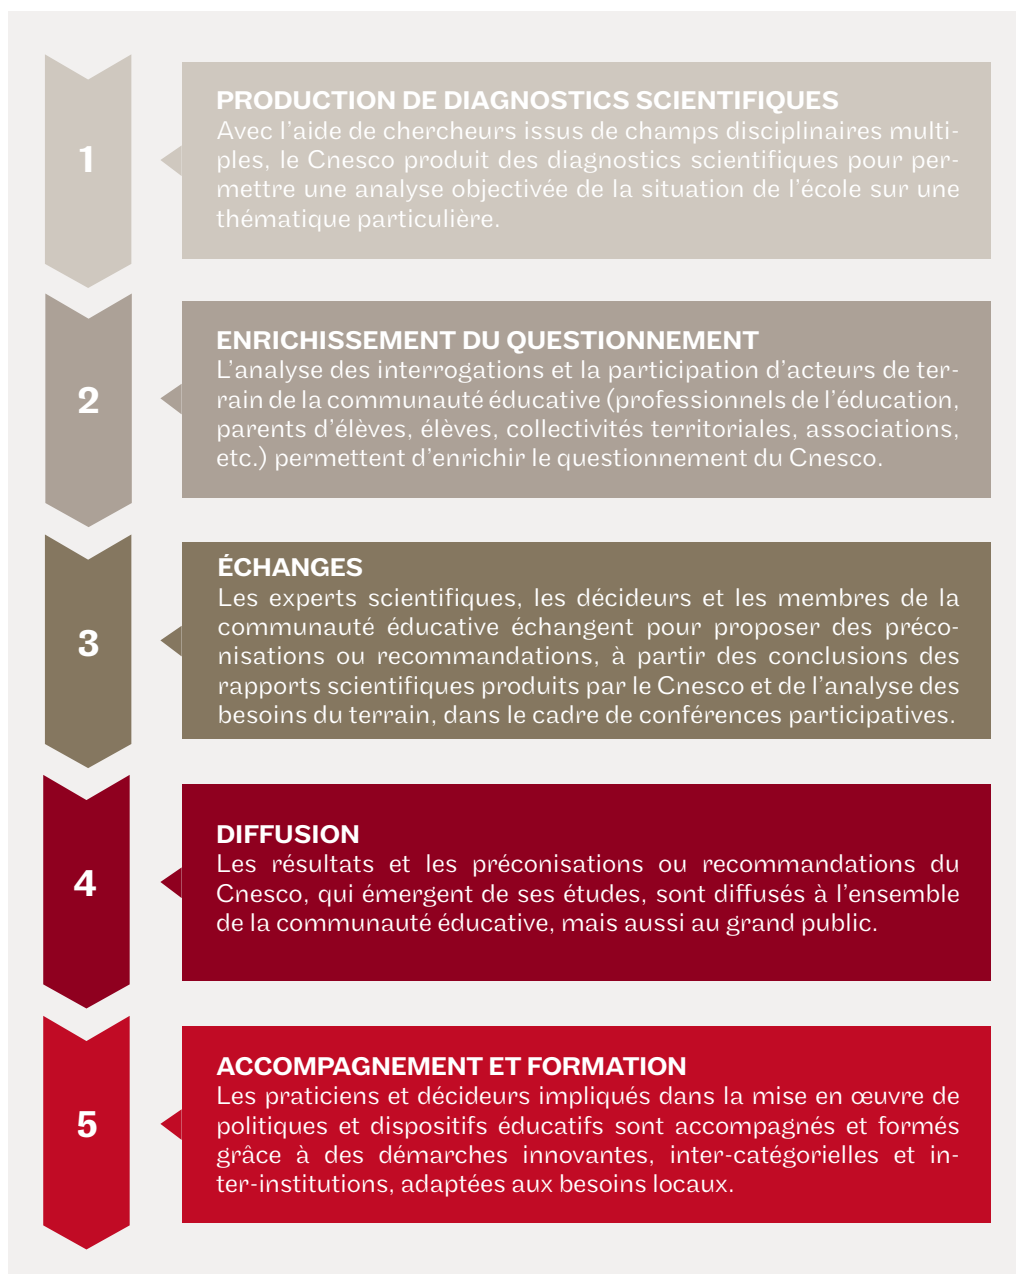 1
PRODUCTION DE DIAGNOSTICS SCIENTIFIQUES
Avec l’aide de chercheurs issus de champs disciplinaires multi-
ples, le Cnesco produit des diagnostics scientifiques pour per-
mettre une analyse objectivée de la situation de l’école sur une
thématique particulière.
2
ENRICHISSEMENT DU QUESTIONNEMENT
L’analyse des interrogations et la participation d’acteurs de ter-
rain de la communauté éducative (professionnels de l’éducation,
parents d’élèves, élèves, collectivités territoriales, associations,
etc.) permettent d’enrichir le questionnement du Cnesco.
3
ÉCHANGES
Les experts scientifiques, les décideurs et les membres de la
communauté éducative échangent pour proposer des préco-
nisations ou recommandations, à partir des conclusions des
rapports scientifiques produits par le Cnesco et de l’analyse des
besoins du terrain, dans le cadre de conférences participatives.
4
DIFFUSION
Les résultats et les préconisations ou recommandations du
Cnesco, qui émergent de ses études, sont diffusés à l’ensemble
de la communauté éducative, mais aussi au grand public.
5
ACCOMPAGNEMENT ET FORMATION
Les praticiens et décideurs impliqués dans la mise en œuvre de
politiques et dispositifs éducatifs sont accompagnés et formés
grâce à des démarches innovantes, inter-catégorielles et in-
ter-institutions, adaptées aux besoins locaux.